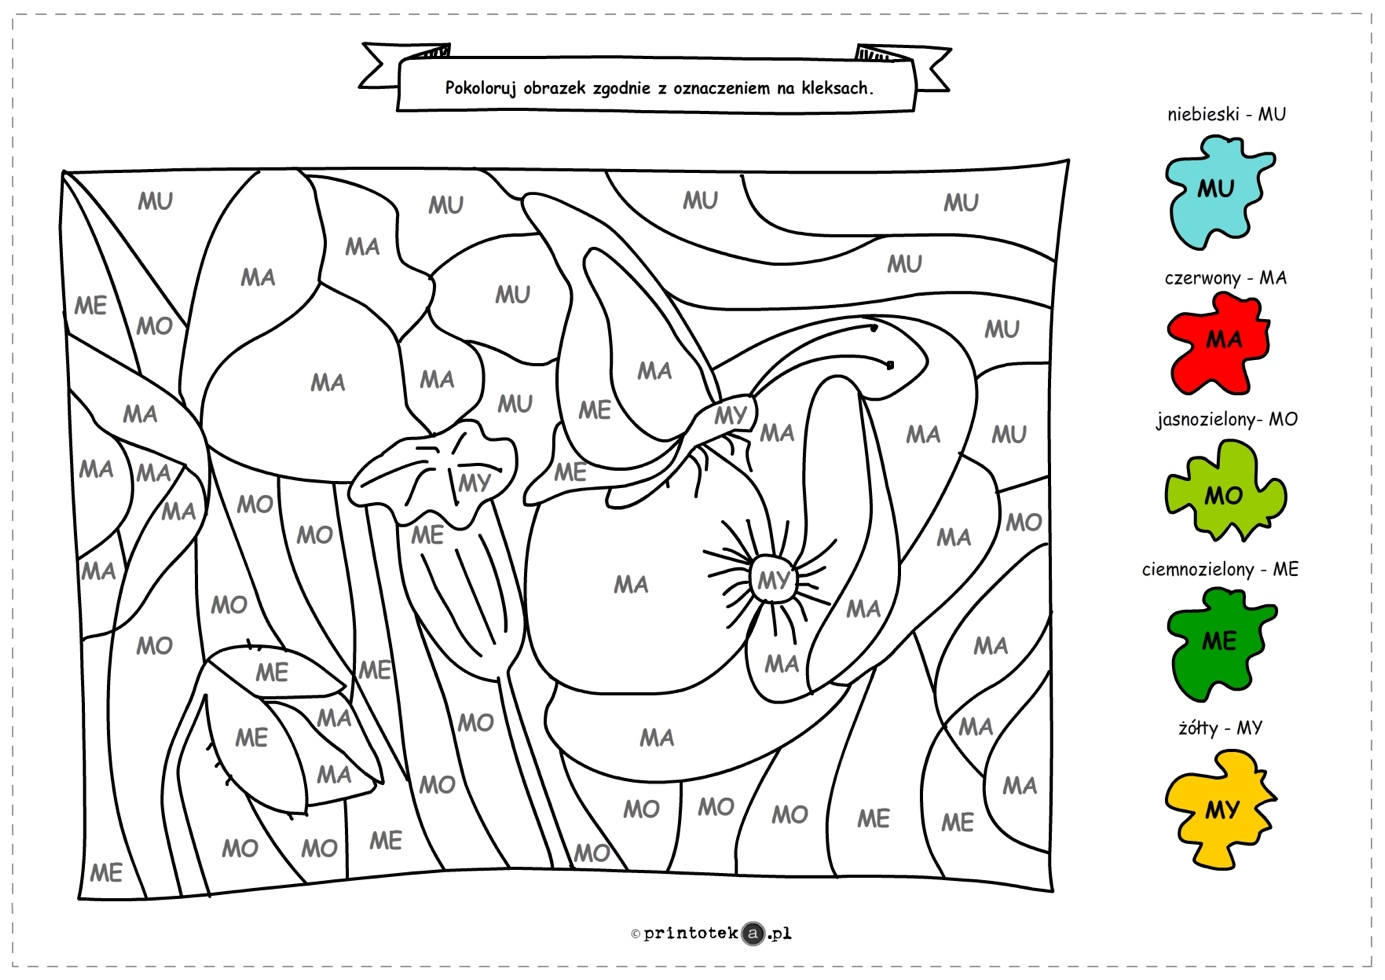 Pokoloruj obrazek zgodnie z oznaczeniem na kleksach.
niebieski - MU
MU
czerwony - MA
MA
jasnozielony- MO
MO
ciemnozielony - ME
ME
żółty - MY
MY
MU MU MU MU
MA MA MU
ME MO MU MU
MA MA MA MU MA
MA ME MY MA MA MU
MA MA MY ME
MA MO MO ME MA MO
MA MO MA MY MA MA
MO ME ME MA MA
ME MA MO MA MA
MA MO MO MO MO ME ME MA
MO MO ME MO
ME
© printoteka.pl